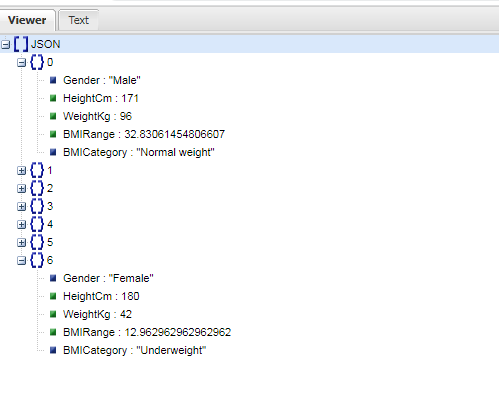 Viewer Text
JSON
0
Gender : "Male"
HeightCm : 171
WeightKg : 96
BMIRange : 32.83061454806607
BMICategory : "Normal weight"
1
2
3
4
5
6
Gender : "Female"
HeightCm : 180
WeightKg : 42
BMIRange : 12.962962962962962
BMICategory : "Underweight"